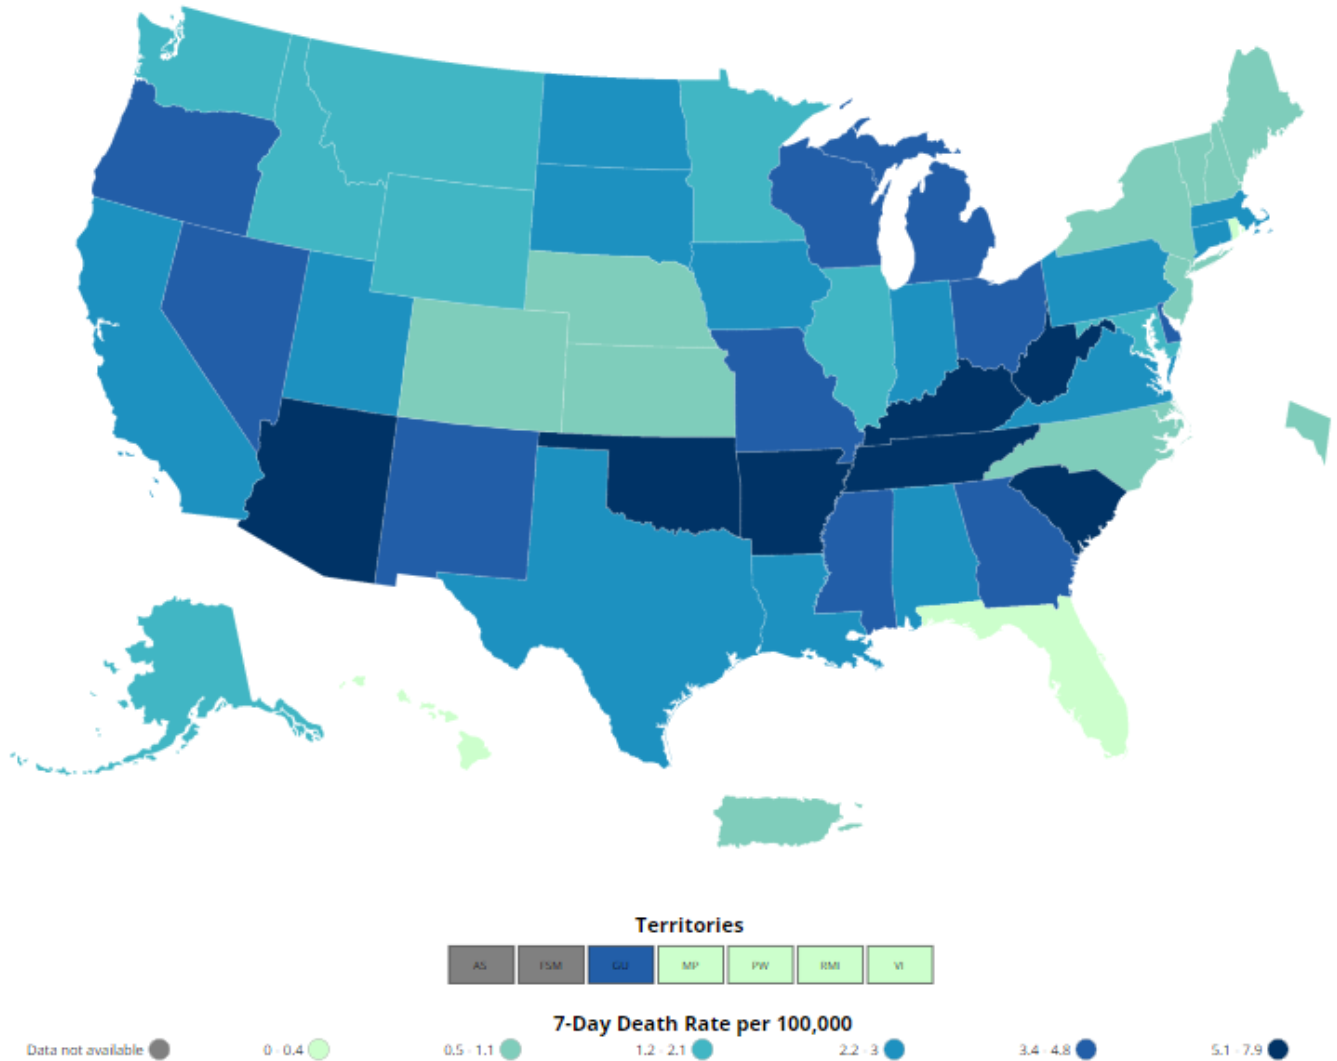 Territories
AS FSM GU MP PW RMI VI
7-Day Death Rate per 100,000
Data not available 0 - 0.4 0.5 - 1.1 1.2 - 2.1 2.2 - 3 3.4 - 4.8 5.1 - 7.9